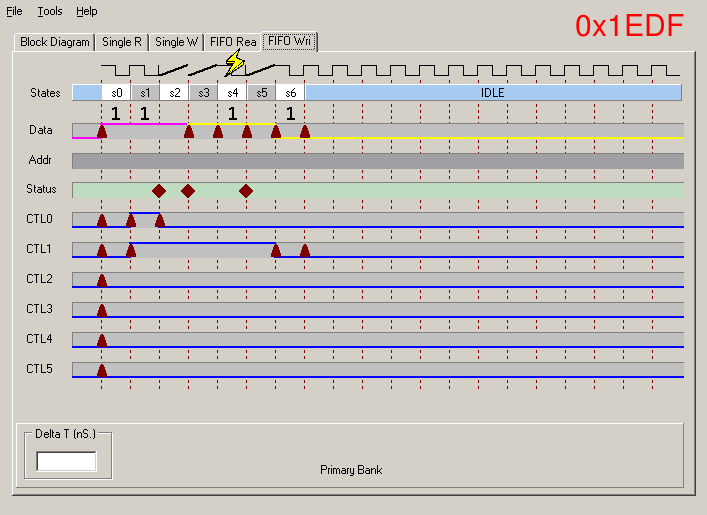 File Tools Help
0x1EDF
Block Diagram Single R Single W FIFO Rea FIFO Wri
States s0 s1 s2 s3 s4 s5 s6 IDLE
1 1 1 1
Data
Addr
Status
CTL0
CTL1
CTL2
CTL3
CTL4
CTL5
Delta T (nS.)
Primary Bank